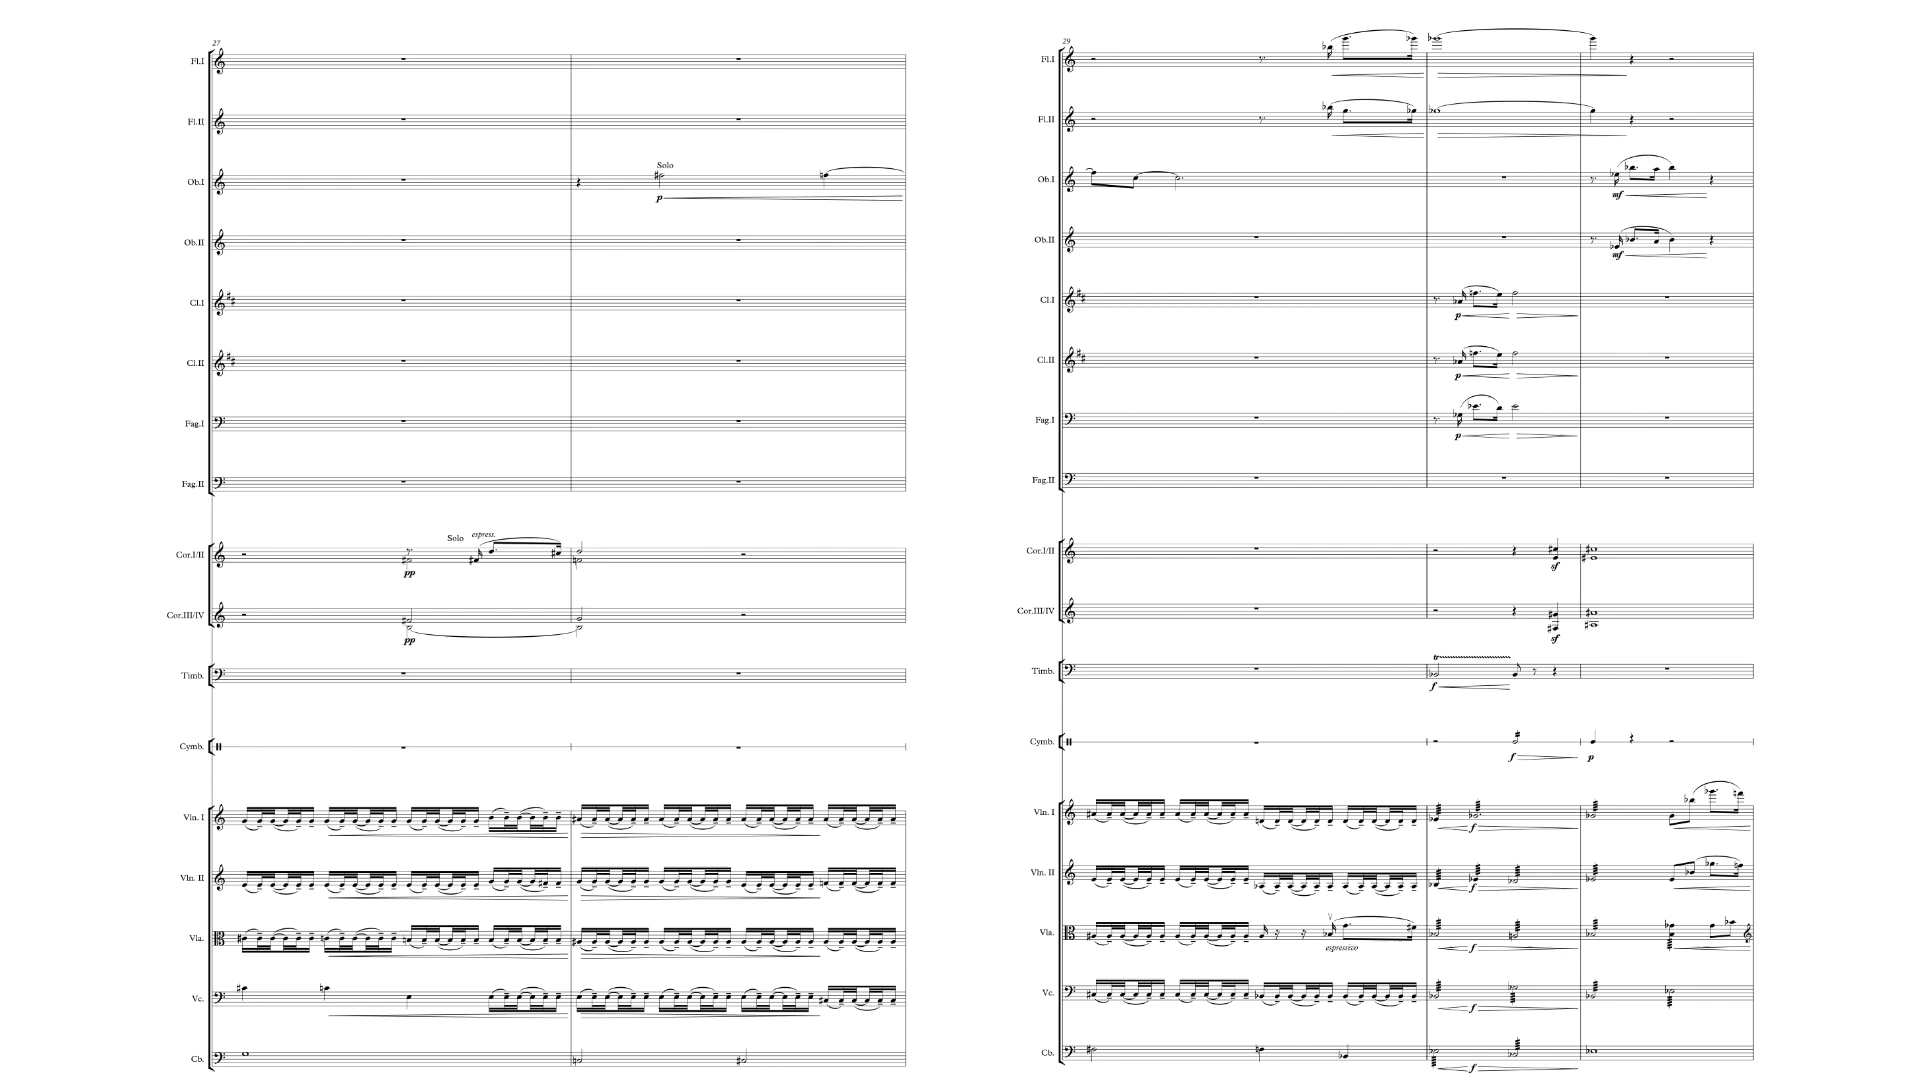 27
Fl.I
Fl.II
Solo
Ob.I
p
Ob.II
Cl.I
Cl.II
Fag.I
Fag.II
Solo espress.
Cor.I/II
pp
Cor.III/IV
pp
Timb.
Cymb.
Vln. I
Vln. II
Vla.
Vc.
Cb.
29
Fl.I
Fl.II
Ob.I
mf
Ob.II
mf
Cl.I
p
Cl.II
p
Fag.I
p
Fag.II
Cor.I/II
sf
Cor.III/IV
sf
tr
Timb.
f
Cymb.
f p
Vln. I
f
Vln. II
f
Vla.
espressivo f
Vc.
f
Cb.
f